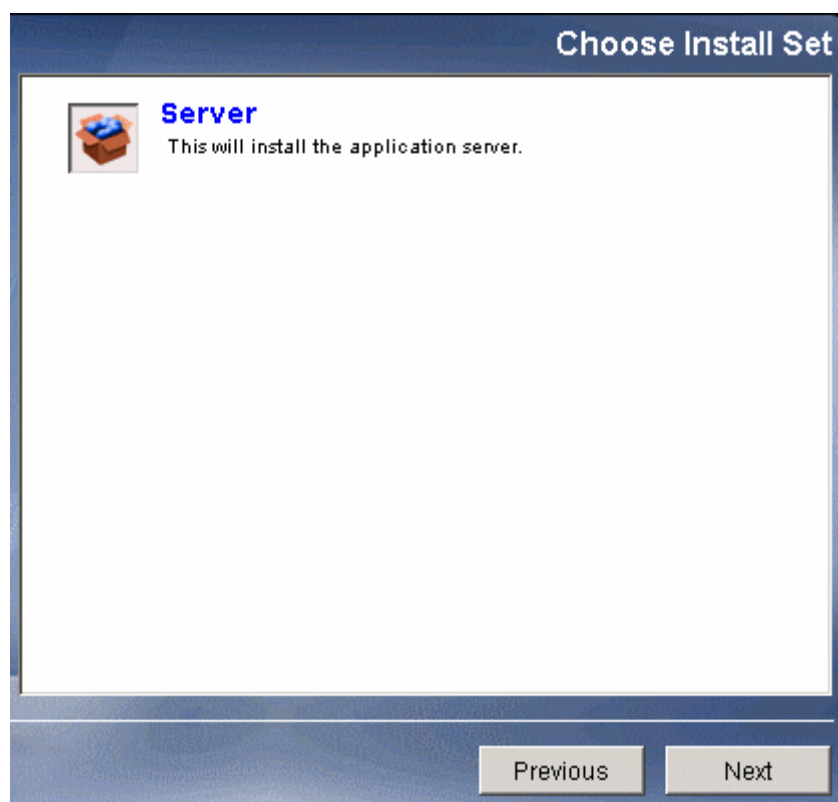 Choose Install Set
Server
This will install the application server.
Previous
Next